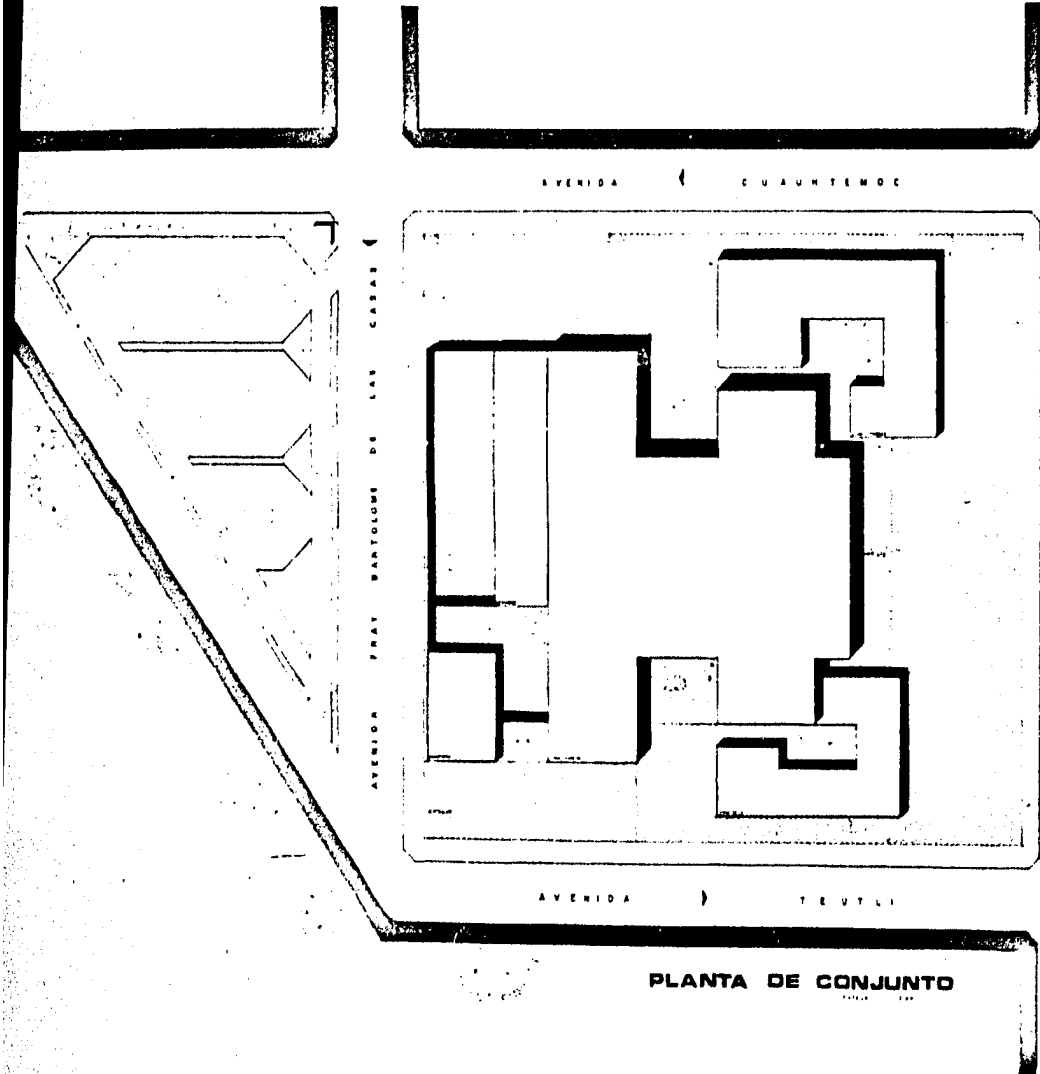 AVENIDA CUAUHTEMOC
AVENIDA FRAY BARTOLOME DE LAS CASAS
AVENIDA TEUTLI
PLANTA DE CONJUNTO